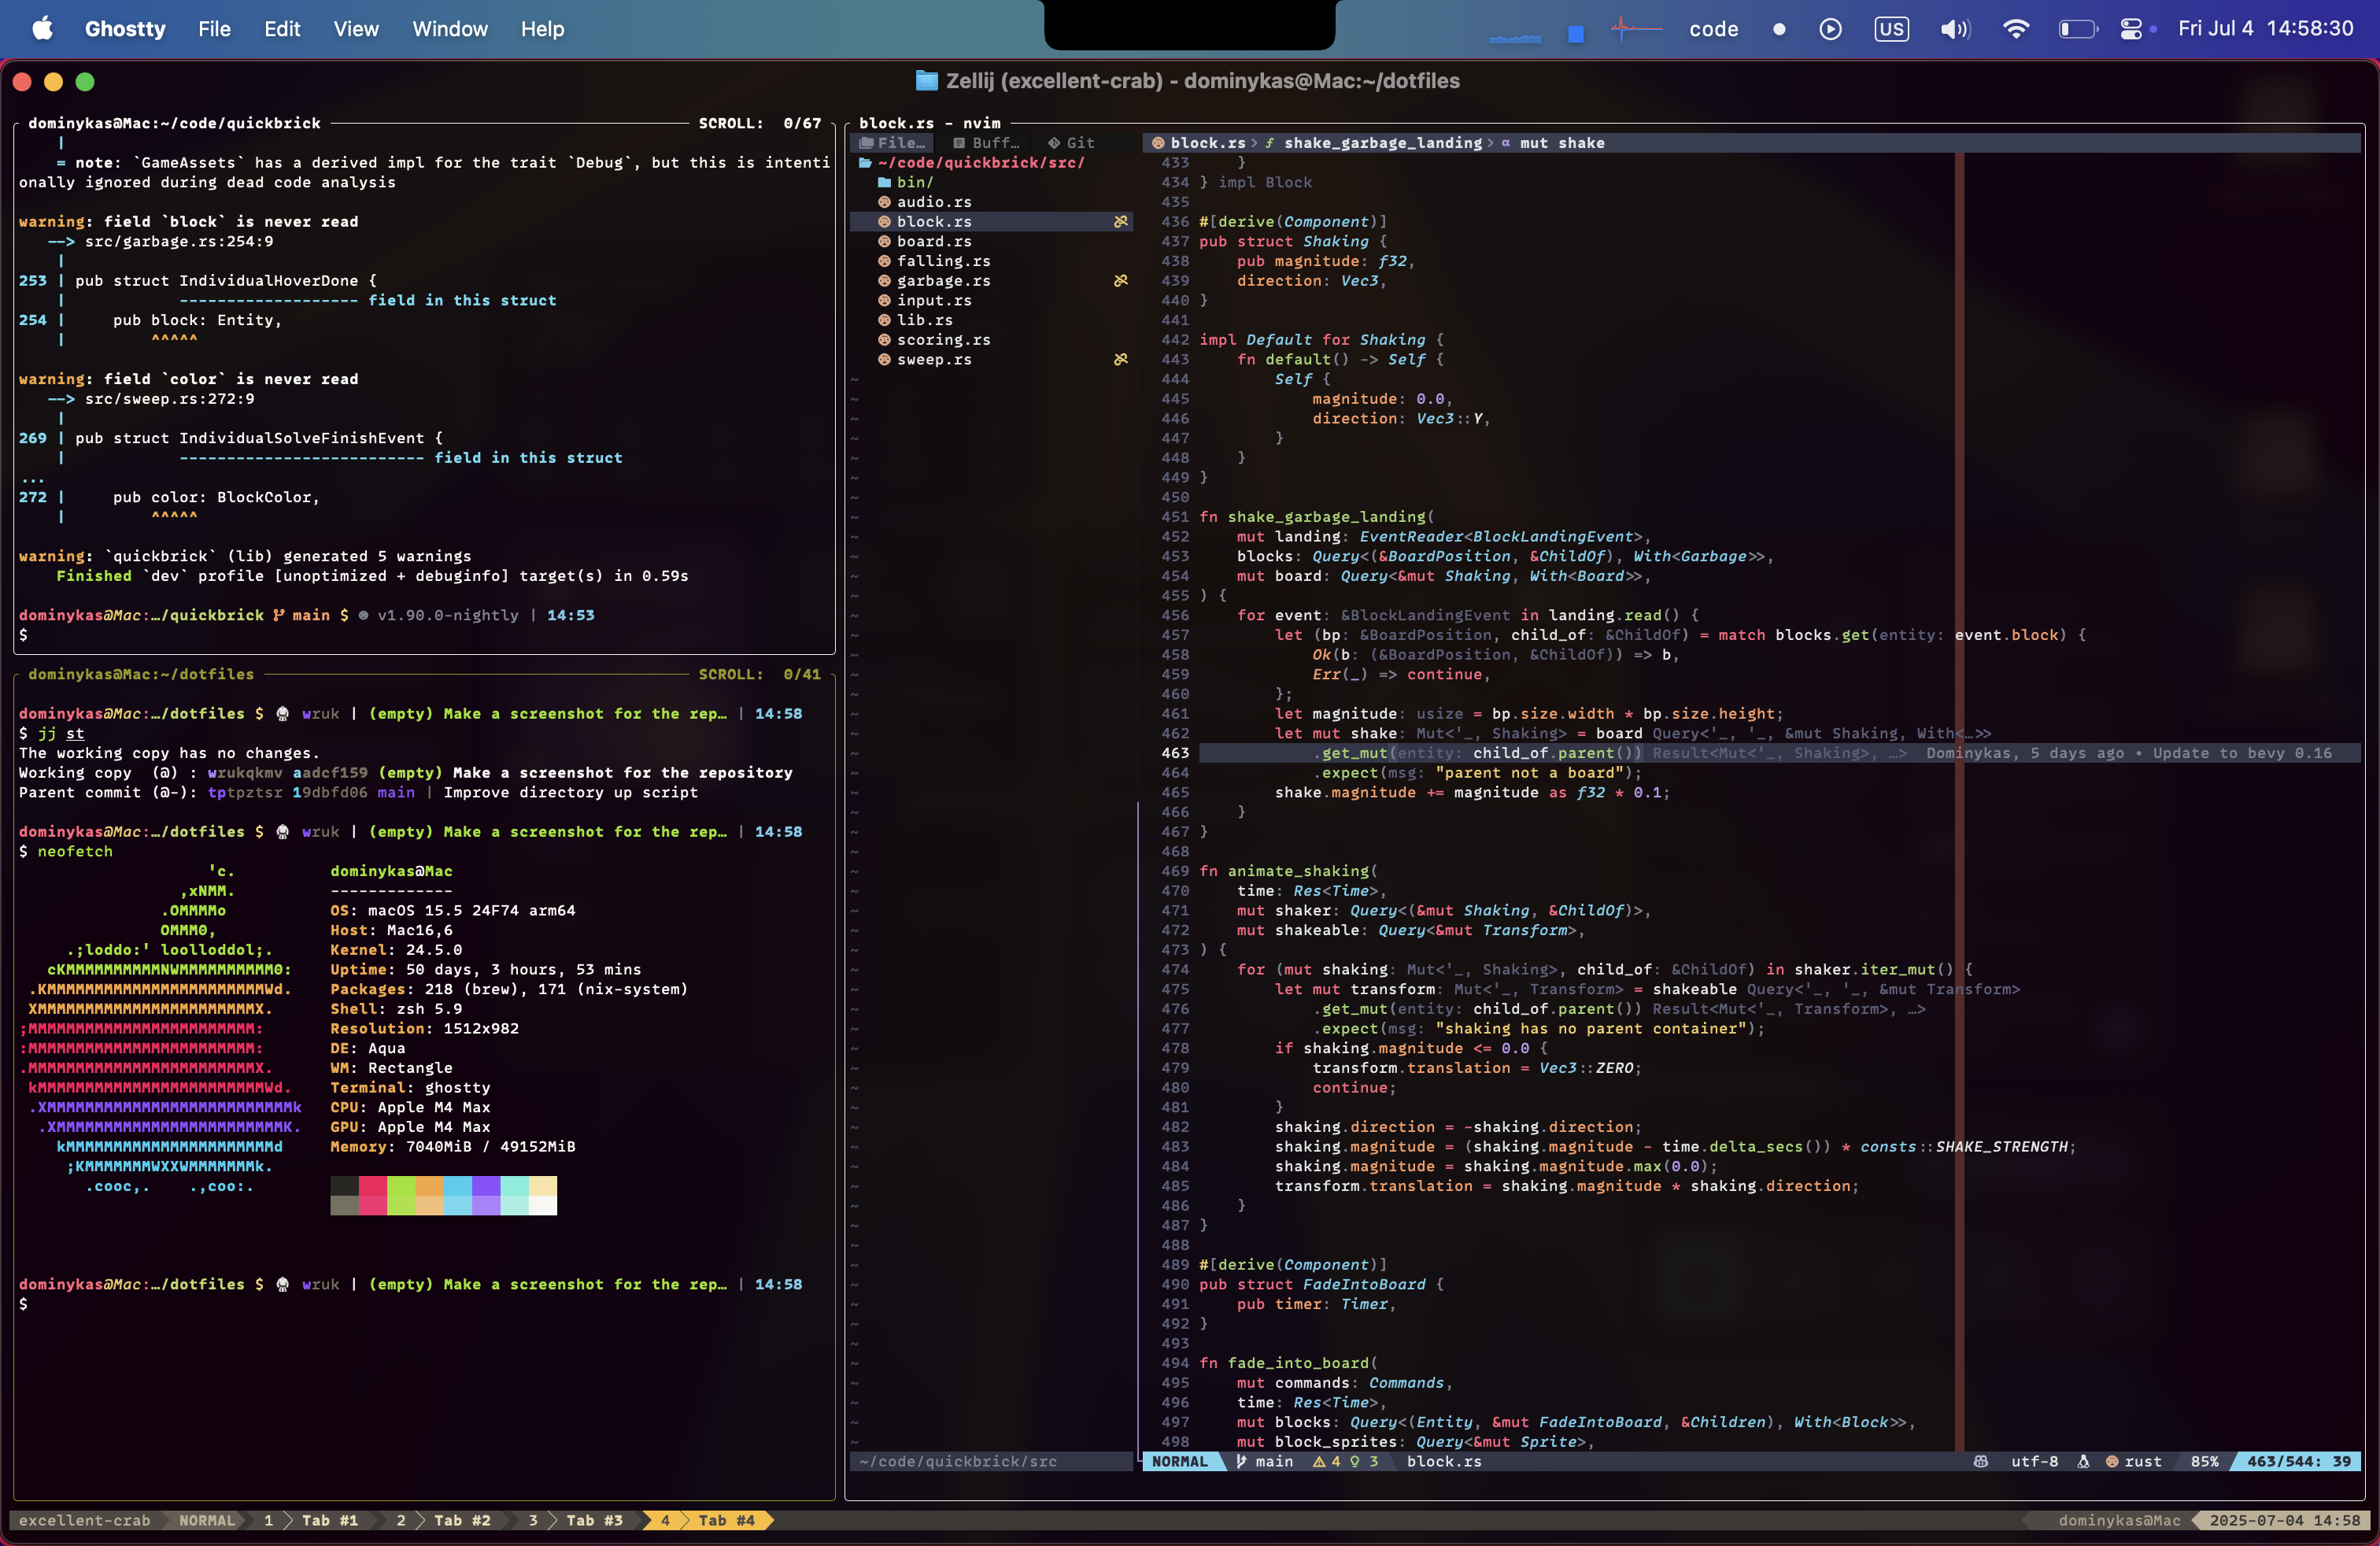 Ghostty File Edit View Window Help code US Fri Jul 4 14:58:30
Zellij (excellent-crab) - dominykas@Mac:~/dotfiles
dominykas@Mac:~/code/quickbrick SCROLL: 0/67
|
= note: `GameAssets` has a derived impl for the trait `Debug`, but this is intenti
onally ignored during dead code analysis
warning: field `block` is never read
--> src/garbage.rs:254:9
|
253 | pub struct IndividualHoverDone {
| ------------------- field in this struct
254 | pub block: Entity,
| ^^^^^
warning: field `color` is never read
--> src/sweep.rs:272:9
|
269 | pub struct IndividualSolveFinishEvent {
| -------------------------- field in this struct
...
272 | pub color: BlockColor,
| ^^^^^
warning: `quickbrick` (lib) generated 5 warnings
Finished `dev` profile [unoptimized + debuginfo] target(s) in 0.59s
dominykas@Mac:…/quickbrick main $ v1.90.0-nightly | 14:53
$
dominykas@Mac:~/dotfiles SCROLL: 0/41
dominykas@Mac:…/dotfiles $ wruk | (empty) Make a screenshot for the rep… | 14:58
$ jj st
The working copy has no changes.
Working copy (@) : wrukqkmv aadcf159 (empty) Make a screenshot for the repository
Parent commit (@-): tptpztsr 19dbfd06 main | Improve directory up script
dominykas@Mac:…/dotfiles $ wruk | (empty) Make a screenshot for the rep… | 14:58
$ neofetch
'c. dominykas@Mac
,xNMM. -------------
.OMMMMo OS: macOS 15.5 24F74 arm64
OMMM0, Host: Mac16,6
.;loddo:' loolloddol;. Kernel: 24.5.0
cKMMMMMMMMMMNWMMMMMMMMMM0: Uptime: 50 days, 3 hours, 53 mins
.KMMMMMMMMMMMMMMMMMMMMMMMWd. Packages: 218 (brew), 171 (nix-system)
XMMMMMMMMMMMMMMMMMMMMMMMX. Shell: zsh 5.9
;MMMMMMMMMMMMMMMMMMMMMMMM: Resolution: 1512x982
:MMMMMMMMMMMMMMMMMMMMMMMM: DE: Aqua
.MMMMMMMMMMMMMMMMMMMMMMMMX. WM: Rectangle
kMMMMMMMMMMMMMMMMMMMMMMMMWd. Terminal: ghostty
.XMMMMMMMMMMMMMMMMMMMMMMMMMMk CPU: Apple M4 Max
.XMMMMMMMMMMMMMMMMMMMMMMMMK. GPU: Apple M4 Max
kMMMMMMMMMMMMMMMMMMMMMMd Memory: 7040MiB / 49152MiB
;KMMMMMMMWXXWMMMMMMMk.
.cooc,. .,coo:.
dominykas@Mac:…/dotfiles $ wruk | (empty) Make a screenshot for the rep… | 14:58
$
block.rs - nvim
File… Buff… Git
~/code/quickbrick/src/
bin/
audio.rs
block.rs
board.rs
falling.rs
garbage.rs
input.rs
lib.rs
scoring.rs
sweep.rs
~/code/quickbrick/src
block.rs > ƒ shake_garbage_landing > α mut shake
433 }
434 } impl Block
435
436 #[derive(Component)]
437 pub struct Shaking {
438 pub magnitude: f32,
439 direction: Vec3,
440 }
441
442 impl Default for Shaking {
443 fn default() -> Self {
444 Self {
445 magnitude: 0.0,
446 direction: Vec3::Y,
447 }
448 }
449 }
450
451 fn shake_garbage_landing(
452 mut landing: EventReader<BlockLandingEvent>,
453 blocks: Query<(&BoardPosition, &ChildOf), With<Garbage>>,
454 mut board: Query<&mut Shaking, With<Board>>,
455 ) {
456 for event: &BlockLandingEvent in landing.read() {
457 let (bp: &BoardPosition, child_of: &ChildOf) = match blocks.get(entity: event.block) {
458 Ok(b: (&BoardPosition, &ChildOf)) => b,
459 Err(_) => continue,
460 };
461 let magnitude: usize = bp.size.width * bp.size.height;
462 let mut shake: Mut<'_, Shaking> = board Query<'_, '_, &mut Shaking, With<…>>
463 .get_mut(entity: child_of.parent()) Result<Mut<'_, Shaking>, …> Dominykas, 5 days ago • Update to bevy 0.16
464 .expect(msg: "parent not a board");
465 shake.magnitude += magnitude as f32 * 0.1;
466 }
467 }
468
469 fn animate_shaking(
470 time: Res<Time>,
471 mut shaker: Query<(&mut Shaking, &ChildOf)>,
472 mut shakeable: Query<&mut Transform>,
473 ) {
474 for (mut shaking: Mut<'_, Shaking>, child_of: &ChildOf) in shaker.iter_mut() {
475 let mut transform: Mut<'_, Transform> = shakeable Query<'_, '_, &mut Transform>
476 .get_mut(entity: child_of.parent()) Result<Mut<'_, Transform>, …>
477 .expect(msg: "shaking has no parent container");
478 if shaking.magnitude <= 0.0 {
479 transform.translation = Vec3::ZERO;
480 continue;
481 }
482 shaking.direction = -shaking.direction;
483 shaking.magnitude = (shaking.magnitude - time.delta_secs()) * consts::SHAKE_STRENGTH;
484 shaking.magnitude = shaking.magnitude.max(0.0);
485 transform.translation = shaking.magnitude * shaking.direction;
486 }
487 }
488
489 #[derive(Component)]
490 pub struct FadeIntoBoard {
491 pub timer: Timer,
492 }
493
494 fn fade_into_board(
495 mut commands: Commands,
496 time: Res<Time>,
497 mut blocks: Query<(Entity, &mut FadeIntoBoard, &Children), With<Block>>,
498 mut block_sprites: Query<&mut Sprite>,
NORMAL main 4 3 block.rs utf-8 rust 85% 463/544: 39
excellent-crab NORMAL 1 Tab #1 2 Tab #2 3 Tab #3 4 Tab #4 dominykas@Mac 2025-07-04 14:58